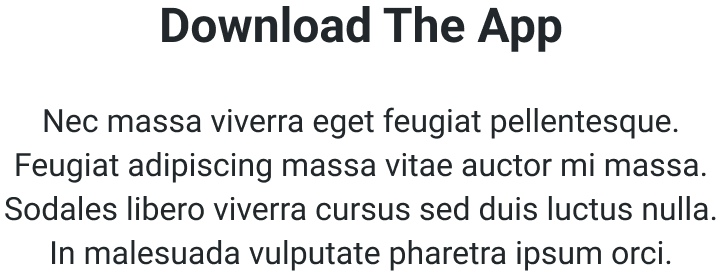 Download The App
Nec massa viverra eget feugiat pellentesque.
Feugiat adipiscing massa vitae auctor mi massa.
Sodales libero viverra cursus sed duis luctus nulla.
In malesuada vulputate pharetra ipsum orci.